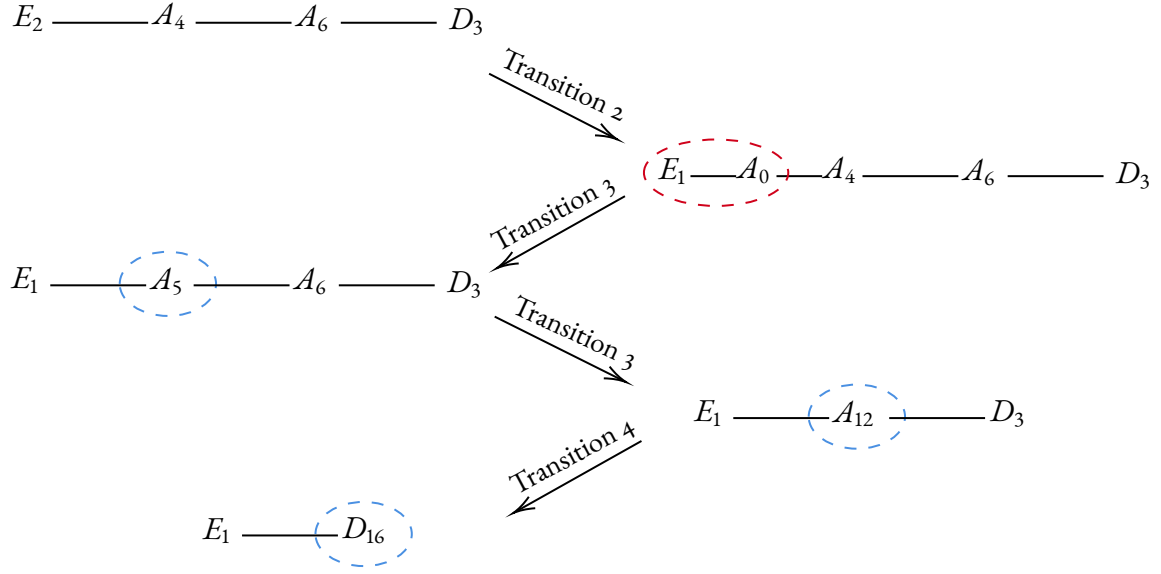 E₂ A₄ A₆ D₃
Transition 2
E₁ A₀ A₄ A₆ D₃
Transition 3
E₁ A₅ A₆ D₃
Transition 3
E₁ A₁₂ D₃
Transition 4
E₁ D₁₆